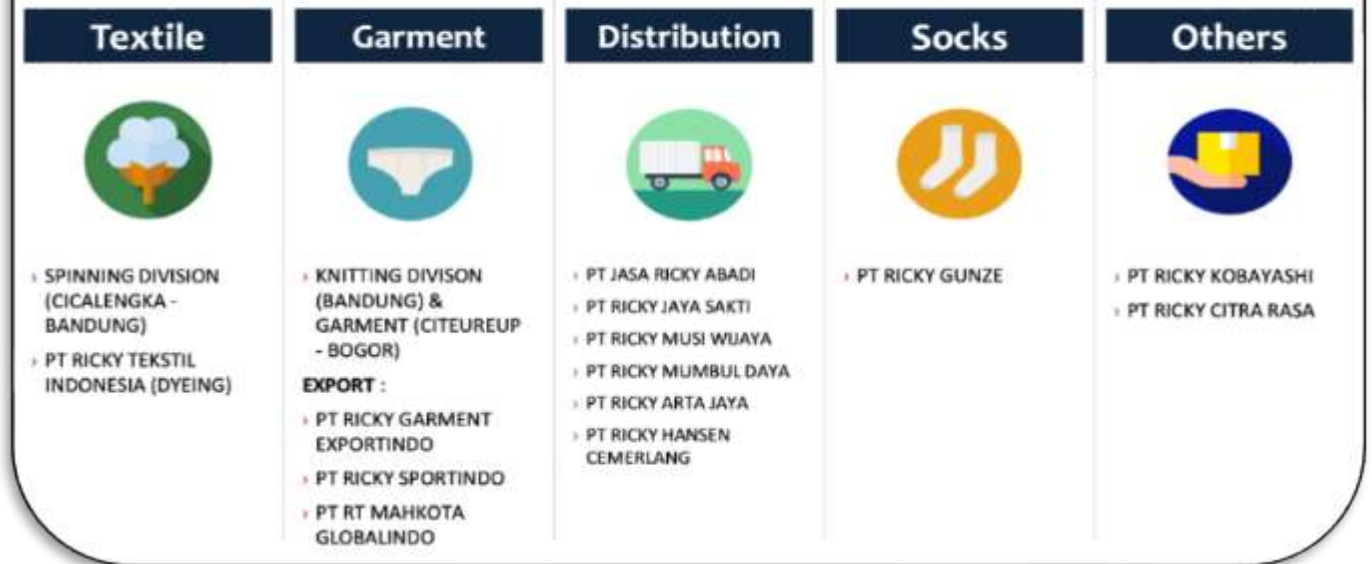 Textile
› SPINNING DIVISION
(CICALENGKA -
BANDUNG)
› PT RICKY TEKSTIL
INDONESIA (DYEING)
Garment
› KNITTING DIVISON
(BANDUNG) &
GARMENT (CITEUREUP
- BOGOR)
EXPORT :
› PT RICKY GARMENT
EXPORTINDO
› PT RICKY SPORTINDO
› PT RT MAHKOTA
GLOBALINDO
Distribution
› PT JASA RICKY ABADI
› PT RICKY JAYA SAKTI
› PT RICKY MUSI WIJAYA
› PT RICKY MUMBUL DAYA
› PT RICKY ARTA JAYA
› PT RICKY HANSEN
CEMERLANG
Socks
› PT RICKY GUNZE
Others
› PT RICKY KOBAYASHI
› PT RICKY CITRA RASA